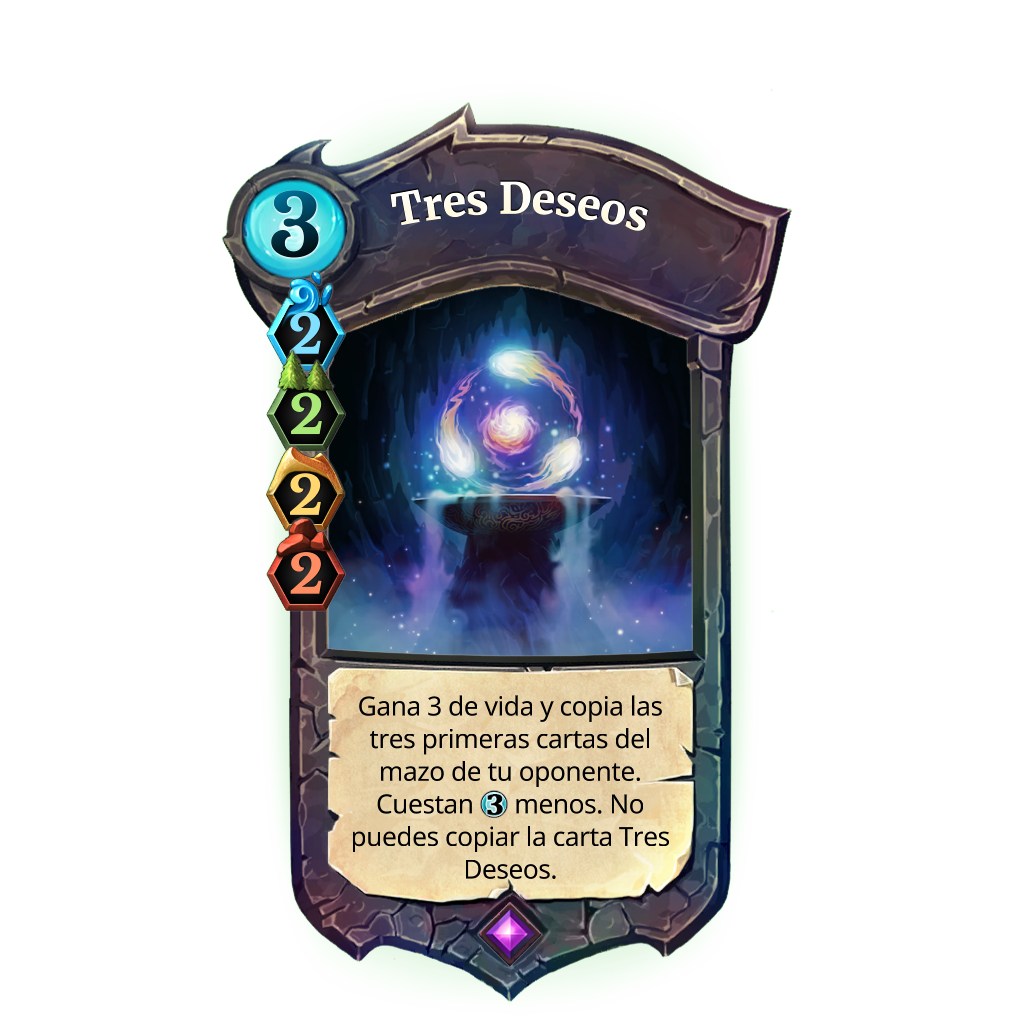 3
Tres Deseos
2
2
2
2
Gana 3 de vida y copia las
tres primeras cartas del
mazo de tu oponente.
Cuestan 3 menos. No
puedes copiar la carta Tres
Deseos.